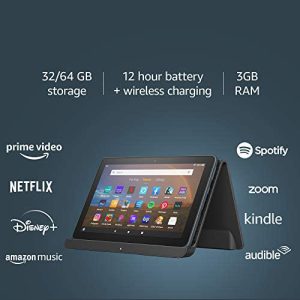 32/64 GB
storage
12 hour battery
+ wireless charging
3GB
RAM
prime video
NETFLIX
Disney+
amazon music
Spotify
zoom
kindle
audible